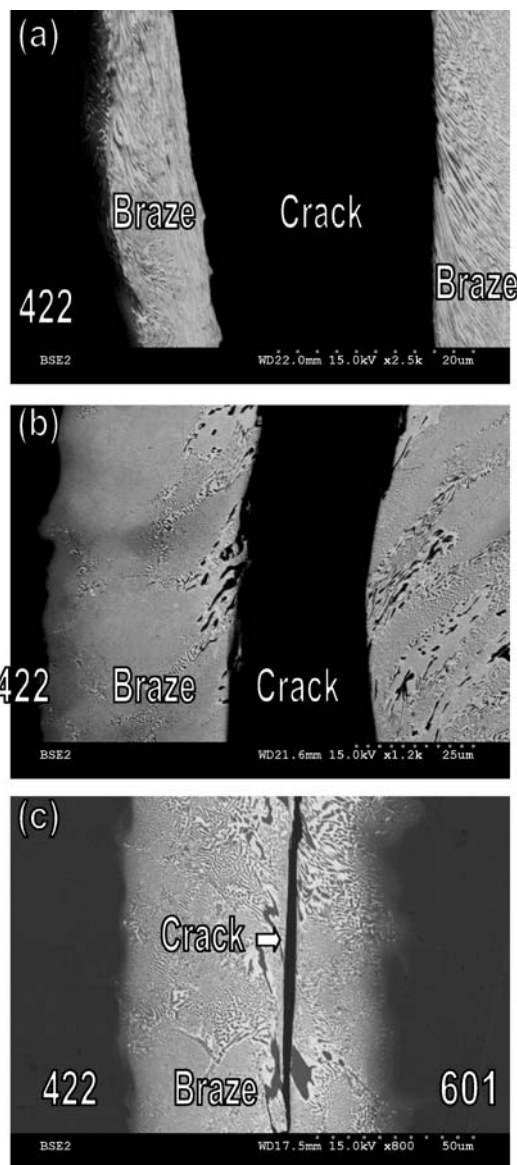 (a)
Braze
Crack
Braze
422
BSE2 WD22.0mm 15.0kV x2.5k 20um
(b)
422 Braze Crack
BSE2 WD21.6mm 15.0kV x1.2k 25um
(c)
Crack
422 Braze 601
BSE2 WD17.5mm 15.0kV x800 50um